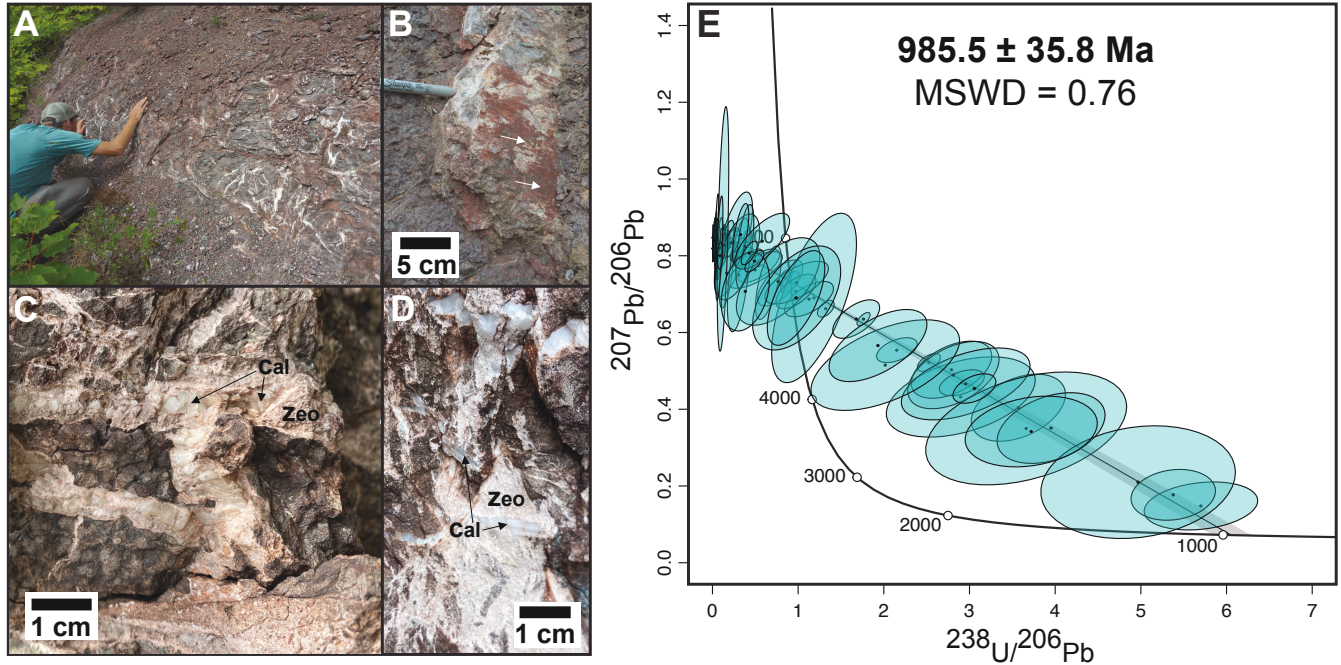 A
B
5 cm
C
Cal
Zeo
1 cm
D
Zeo
Cal
1 cm
E
985.5 ± 35.8 Ma
MSWD = 0.76
207Pb/206Pb
1.4
1.2
1.0
0.8
0.6
0.4
0.2
0.0
4000
3000
2000
1000
0 1 2 3 4 5 6 7
238U/206Pb